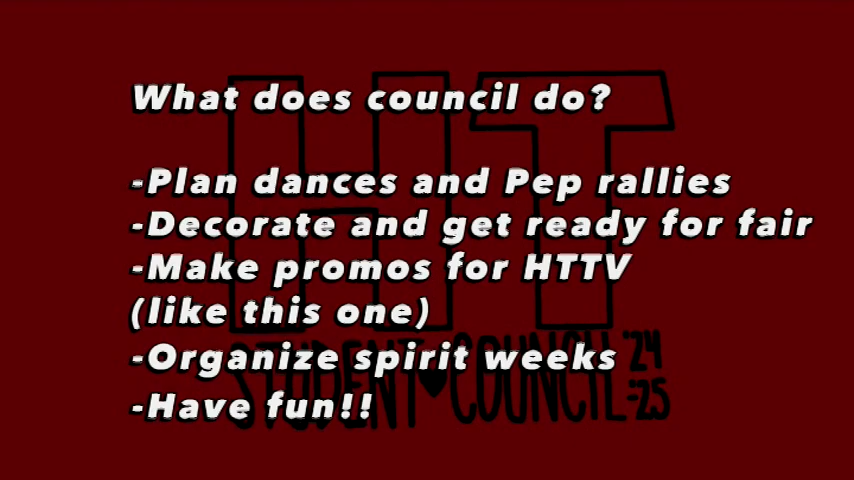 What does council do?
-Plan dances and Pep rallies
-Decorate and get ready for fair
-Make promos for HTTV
(like this one)
-Organize spirit weeks
-Have fun!!
HT
STUDENT COUNCIL '24
-25